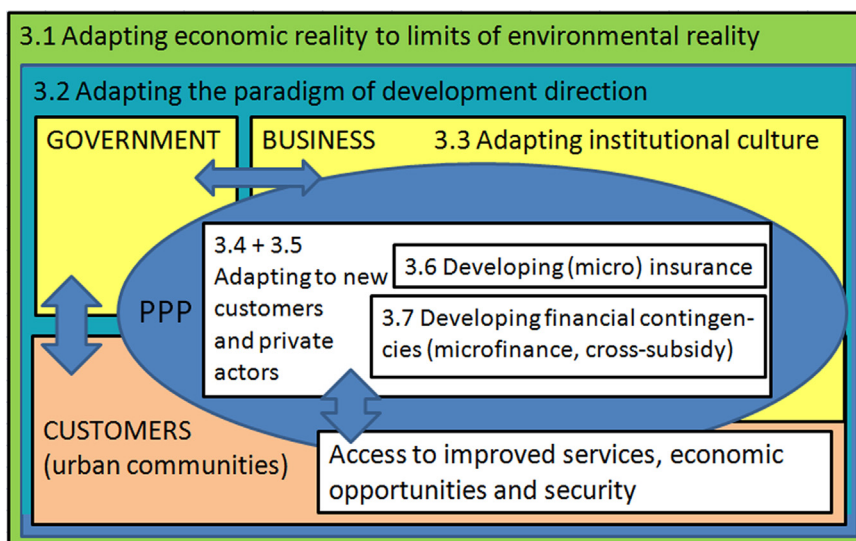 3.1 Adapting economic reality to limits of environmental reality
3.2 Adapting the paradigm of development direction
GOVERNMENT
BUSINESS
3.3 Adapting institutional culture
PPP
3.4 + 3.5
Adapting to new
customers
and private
actors
3.6 Developing (micro) insurance
3.7 Developing financial contingen-
cies (microfinance, cross-subsidy)
CUSTOMERS
(urban communities)
Access to improved services, economic
opportunities and security